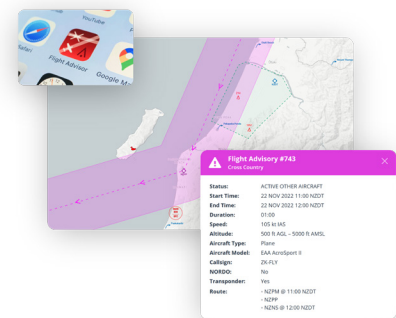 YouTube
Safari
Flight Advisor
Google M
Flight Advisory #743
Cross Country
Status: ACTIVE OTHER AIRCRAFT
Start Time: 22 NOV 2022 11:00 NZDT
End Time: 22 NOV 2022 12:00 NZDT
Duration: 01:00
Speed: 105 kt IAS
Altitude: 500 ft AGL – 5000 ft AMSL
Aircraft Type: Plane
Aircraft Model: EAA AcroSport II
Callsign: ZK-FLY
NORDO: No
Transponder: Yes
Route: - NZPM @ 11:00 NZDT
- NZPP
- NZNS @ 12:00 NZDT